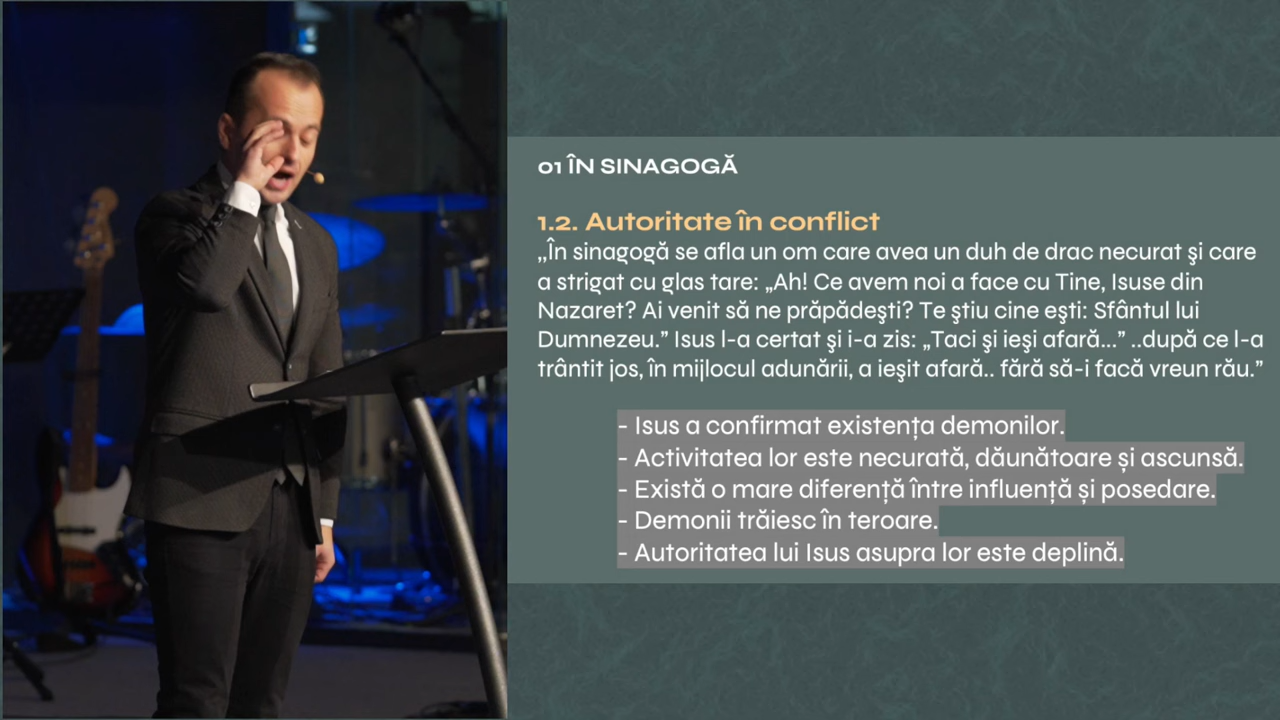 01 ÎN SINAGOGĂ
1.2. Autoritate în conflict
„În sinagogă se afla un om care avea un duh de drac necurat şi care
a strigat cu glas tare: „Ah! Ce avem noi a face cu Tine, Isuse din
Nazaret? Ai venit să ne prăpădeşti? Te ştiu cine eşti: Sfântul lui
Dumnezeu.” Isus l-a certat şi i-a zis: „Taci şi ieşi afară...” ..după ce l-a
trântit jos, în mijlocul adunării, a ieşit afară.. fără să-i facă vreun rău.”
- Isus a confirmat existența demonilor.
- Activitatea lor este necurată, dăunătoare și ascunsă.
- Există o mare diferență între influență și posedare.
- Demonii trăiesc în teroare.
- Autoritatea lui Isus asupra lor este deplină.